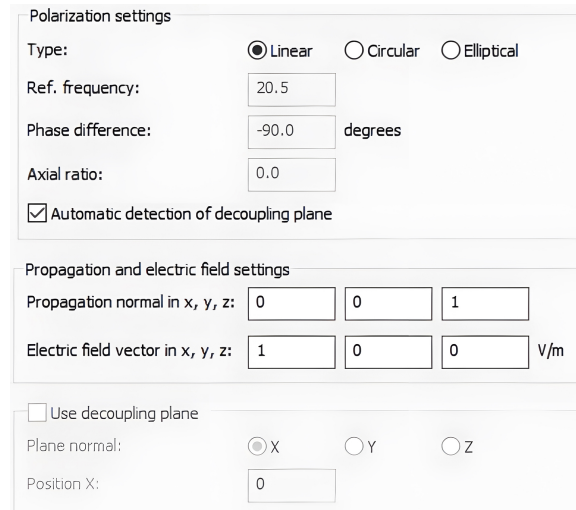 Polarization settings
Type: Linear Circular Elliptical
Ref. frequency: 20.5
Phase difference: -90.0 degrees
Axial ratio: 0.0
Automatic detection of decoupling plane
Propagation and electric field settings
Propagation normal in x, y, z: 0 0 1
Electric field vector in x, y, z: 1 0 0 V/m
Use decoupling plane
Plane normal: X Y Z
Position X: 0